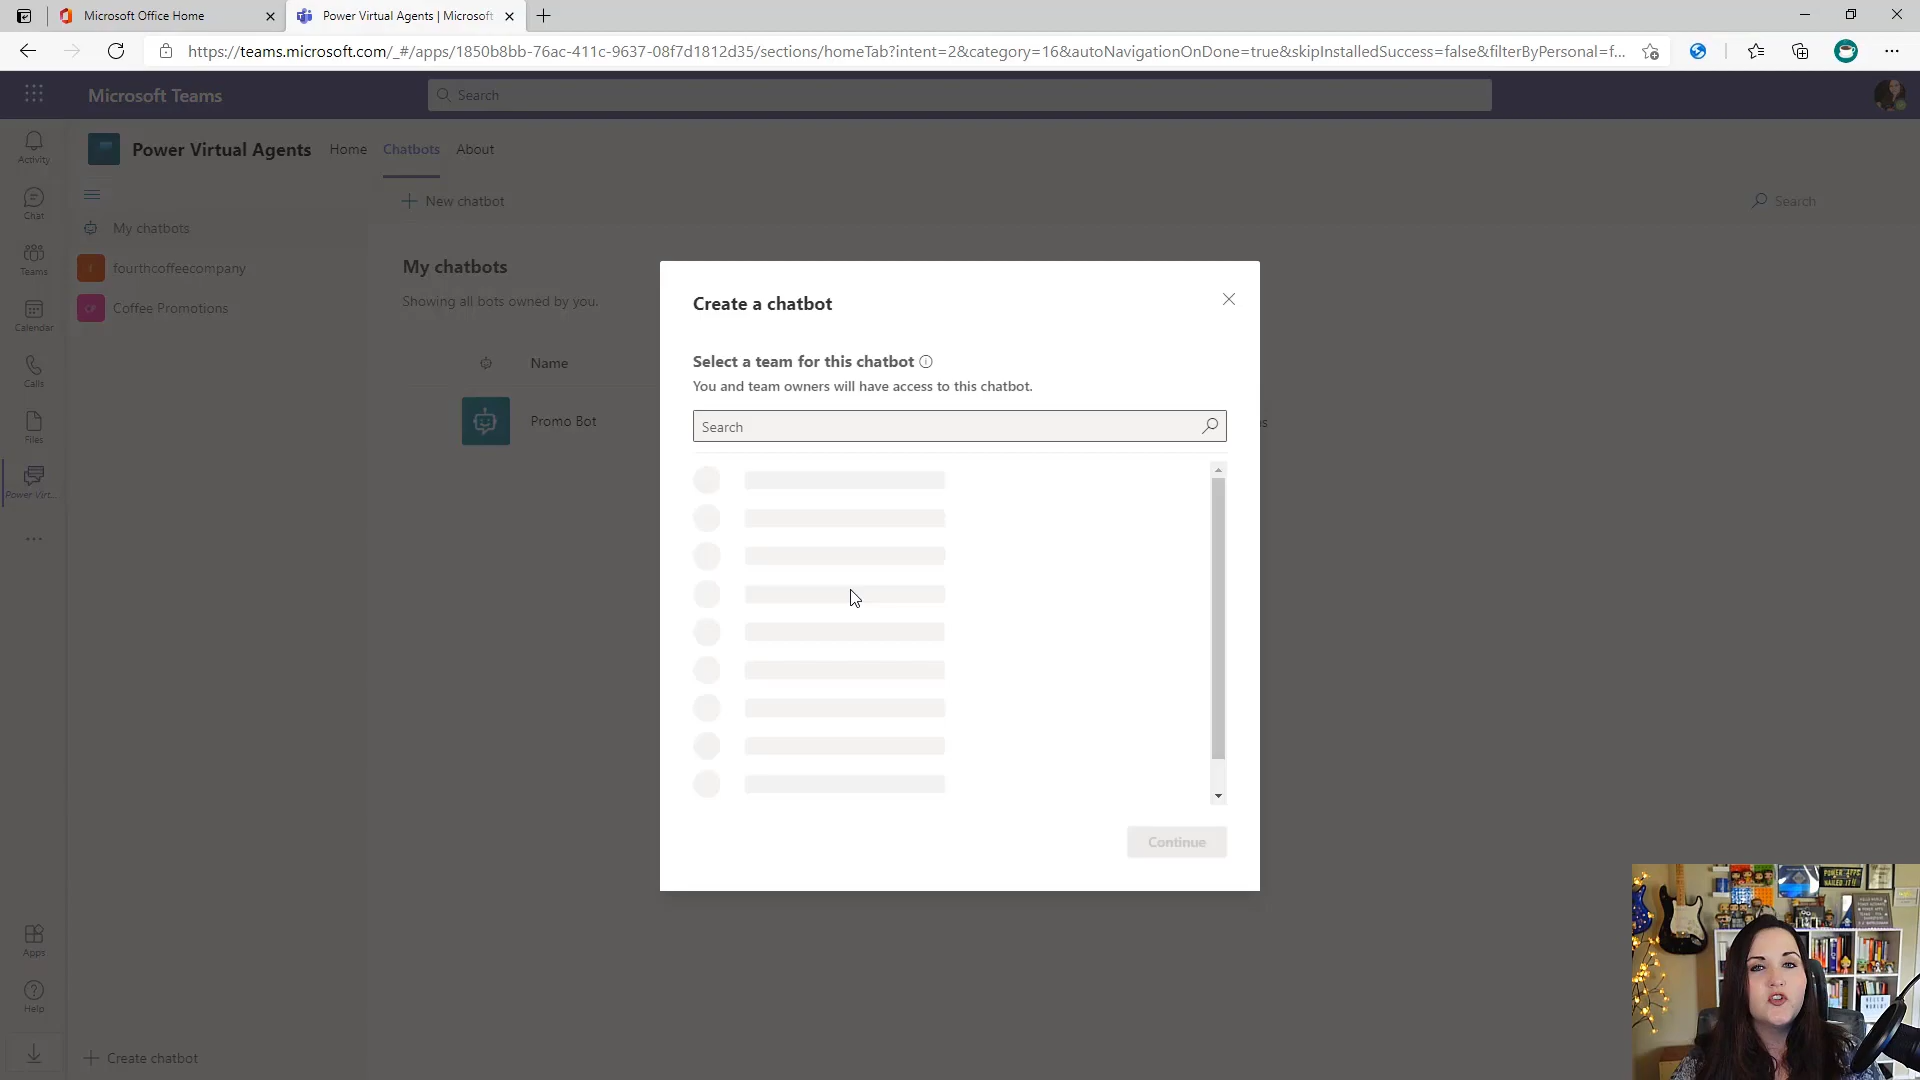 Microsoft Office Home
Power Virtual Agents | Microsoft
https://teams.microsoft.com/_#/apps/1850b8bb-76ac-411c-9637-08f7d1812d35/sections/homeTab?intent=2&category=16&autoNavigationOnDone=true&skipInstalledSuccess=false&filterByPersonal=f...
Microsoft Teams
Search
Activity
Chat
Teams
Calendar
Calls
Files
Power Virt...
Apps
Help
Power Virtual Agents
Home
Chatbots
About
New chatbot
Search
My chatbots
fourthcoffeecompany
CP
Coffee Promotions
My chatbots
Showing all bots owned by you.
Name
Promo Bot
Create a chatbot
Select a team for this chatbot
You and team owners will have access to this chatbot.
Search
Continue
Create chatbot